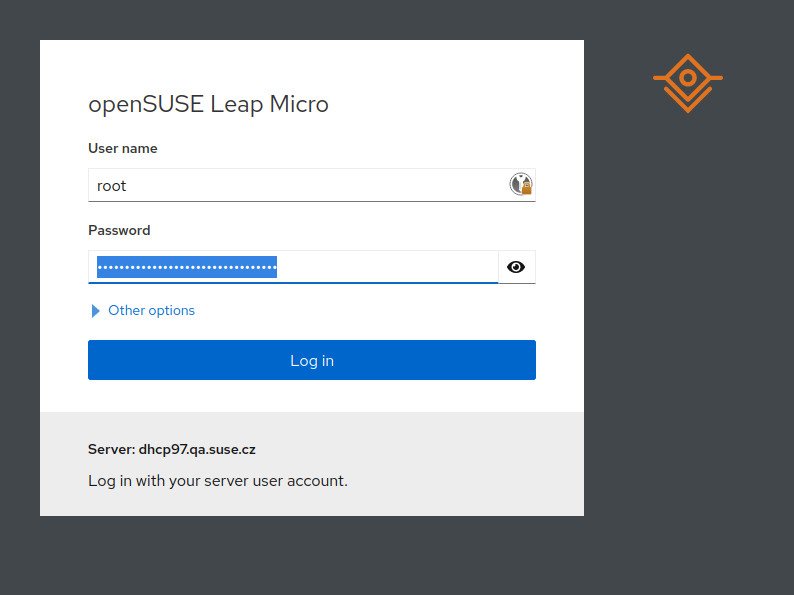 openSUSE Leap Micro
User name
root
Password
•••••••••••••••••••••••••••••••••
Other options
Log in
Server: dhcp97.qa.suse.cz
Log in with your server user account.